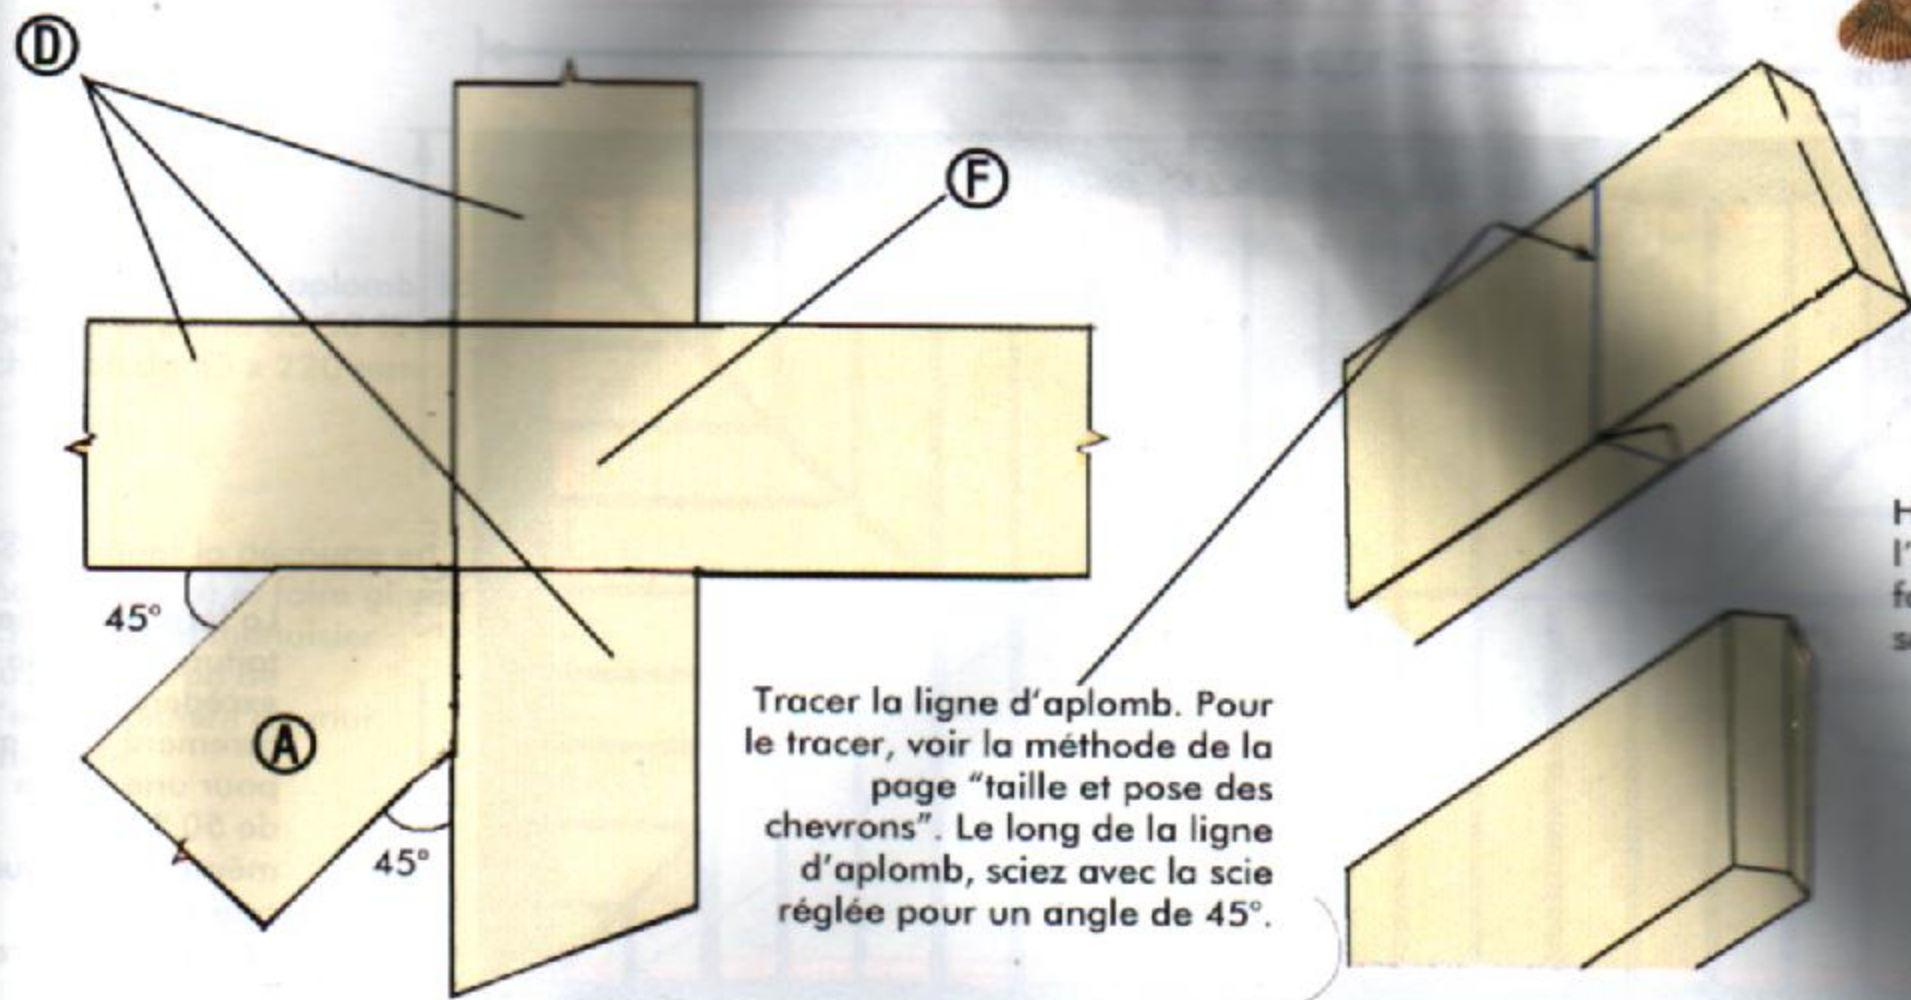 D
F
45°
A
45°
Tracer la ligne d'aplomb. Pour
le tracer, voir la méthode de la
page "taille et pose des
chevrons". Le long de la ligne
d'aplomb, sciez avec la scie
réglée pour un angle de 45°.